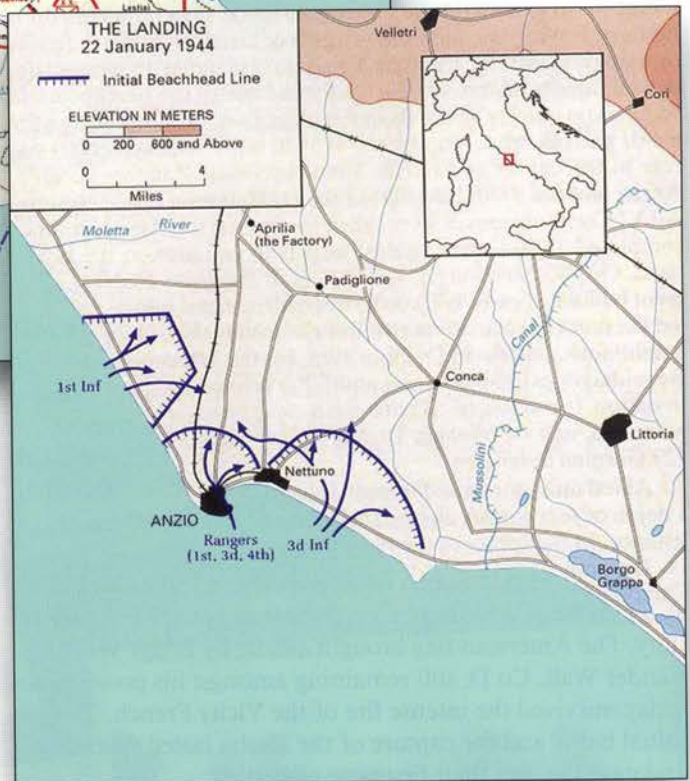 THE LANDING
22 January 1944
Initial Beachhead Line
ELEVATION IN METERS
0 200 600 and Above
0 4
Miles
Velletri
Cori
Moletta River
Aprilia
(the Factory)
Padiglione
1st Inf
Canal
Conca
Littoria
Mussolini
Nettuno
ANZIO
Rangers
(1st, 3d, 4th)
3d Inf
Borgo
Grappa